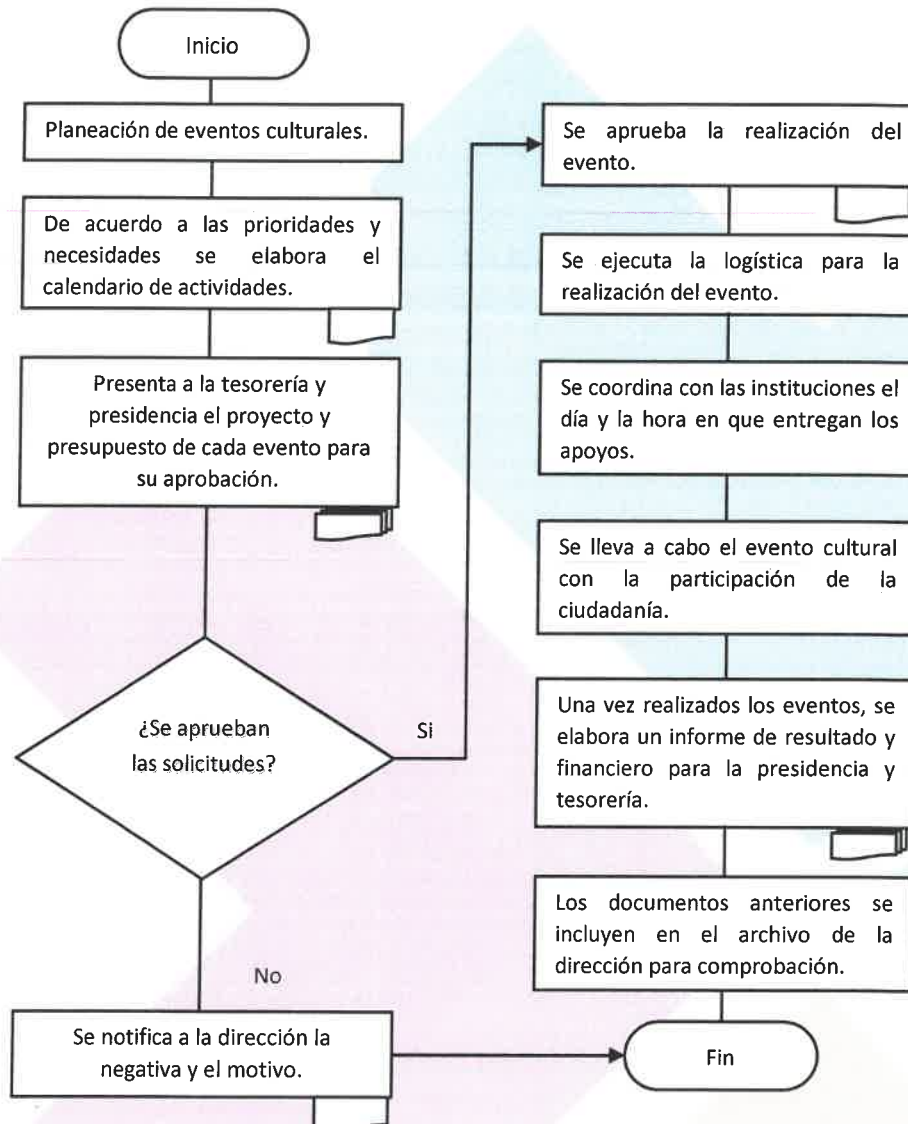 Inicio
Planeación de eventos culturales.
De acuerdo a las prioridades y
necesidades se elabora el
calendario de actividades.
Presenta a la tesorería y
presidencia el proyecto y
presupuesto de cada evento para
su aprobación.
¿Se aprueban
las solicitudes?
Si
No
Se notifica a la dirección la
negativa y el motivo.
Se aprueba la realización del
evento.
Se ejecuta la logística para la
realización del evento.
Se coordina con las instituciones el
día y la hora en que entregan los
apoyos.
Se lleva a cabo el evento cultural
con la participación de la
ciudadanía.
Una vez realizados los eventos, se
elabora un informe de resultado y
financiero para la presidencia y
tesorería.
Los documentos anteriores se
incluyen en el archivo de la
dirección para comprobación.
Fin